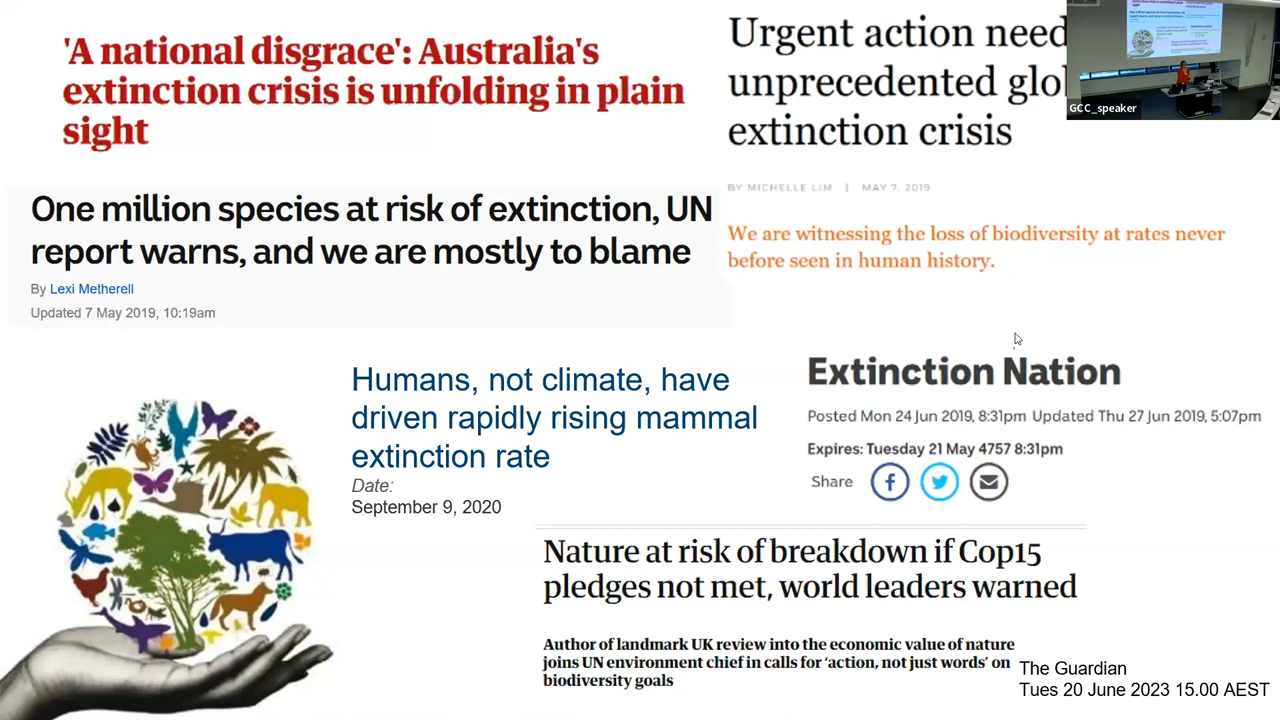 'A national disgrace': Australia's
extinction crisis is unfolding in plain
sight
Urgent action need
unprecedented glo
extinction crisis
BY MICHELLE LIM | MAY 7, 2019
We are witnessing the loss of biodiversity at rates never
before seen in human history.
GCC_speaker
One million species at risk of extinction, UN
report warns, and we are mostly to blame
By Lexi Metherell
Updated 7 May 2019, 10:19am
Humans, not climate, have
driven rapidly rising mammal
extinction rate
Date:
September 9, 2020
Extinction Nation
Posted Mon 24 Jun 2019, 8:31pm Updated Thu 27 Jun 2019, 5:07pm
Expires: Tuesday 21 May 4757 8:31pm
Share
Nature at risk of breakdown if Cop15
pledges not met, world leaders warned
Author of landmark UK review into the economic value of nature
joins UN environment chief in calls for 'action, not just words' on
biodiversity goals
The Guardian
Tues 20 June 2023 15.00 AEST